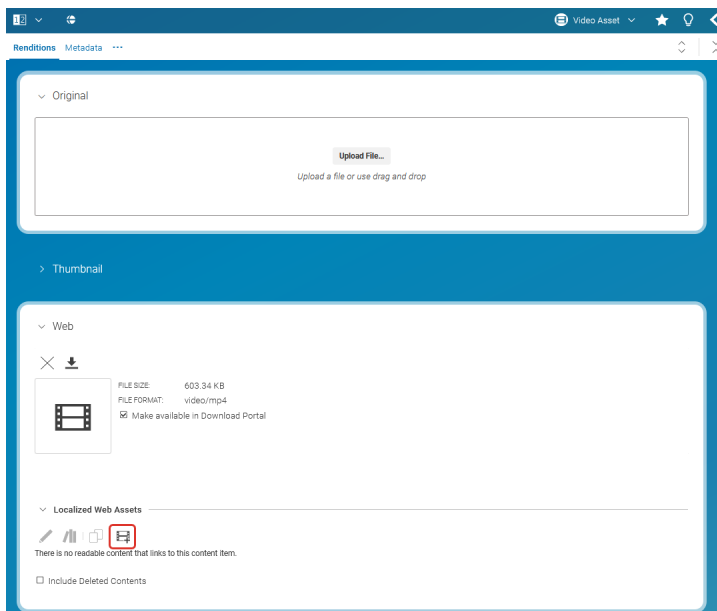 12
Video Asset
Renditions Metadata ...
Original
Upload File...
Upload a file or use drag and drop
Thumbnail
Web
FILE SIZE: 603.34 KB
FILE FORMAT: video/mp4
Make available in Download Portal
Localized Web Assets
There is no readable content that links to this content item.
Include Deleted Contents